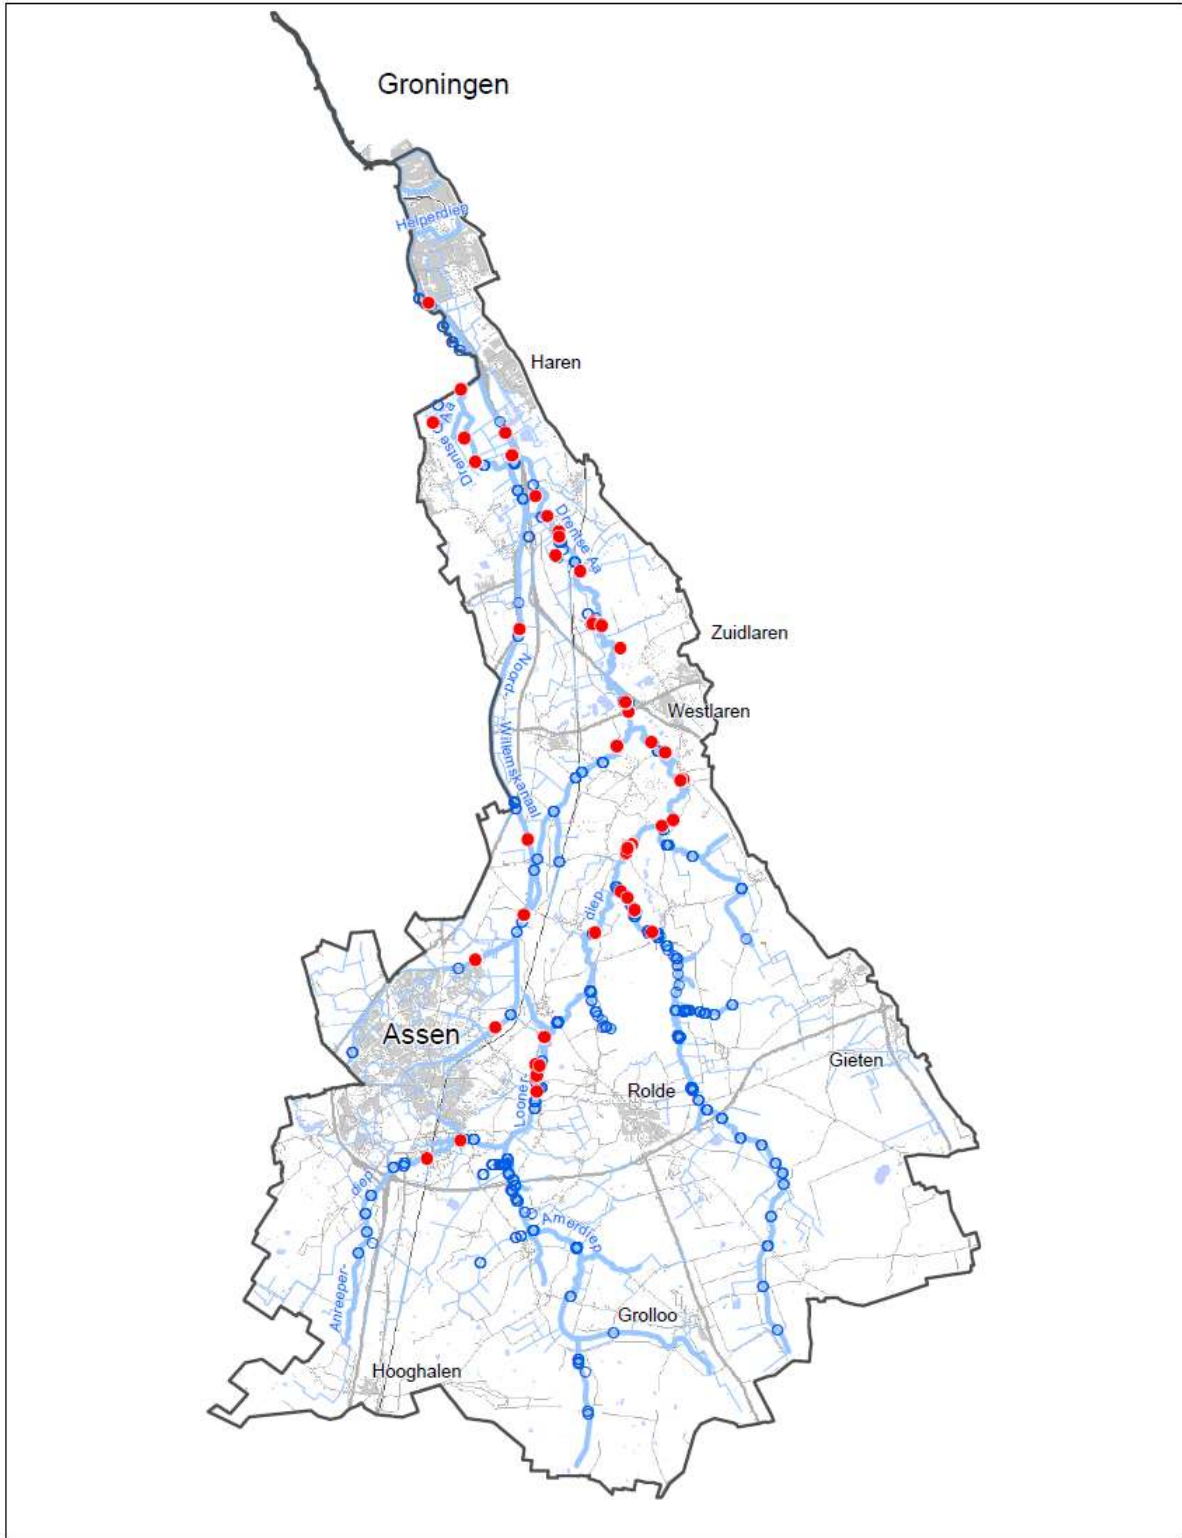 Groningen
Helperdiep
Haren
Drentse Aa
Drentse Aa
Zuidlaren
Noord-
Westlaren
Willemskanaal
diep
Assen
Gieten
Looner-
Rolde
diep
Amerdiep
Anreeper-
Grolloo
Hooghalen